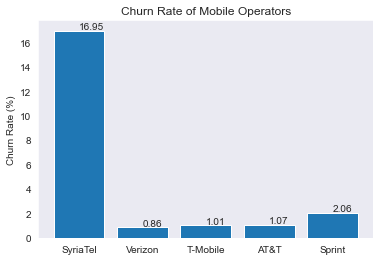 Churn Rate of Mobile Operators
Churn Rate (%)
16
14
12
10
8
6
4
2
0
16.95
0.86
1.01
1.07
2.06
SyriaTel
Verizon
T-Mobile
AT&T
Sprint